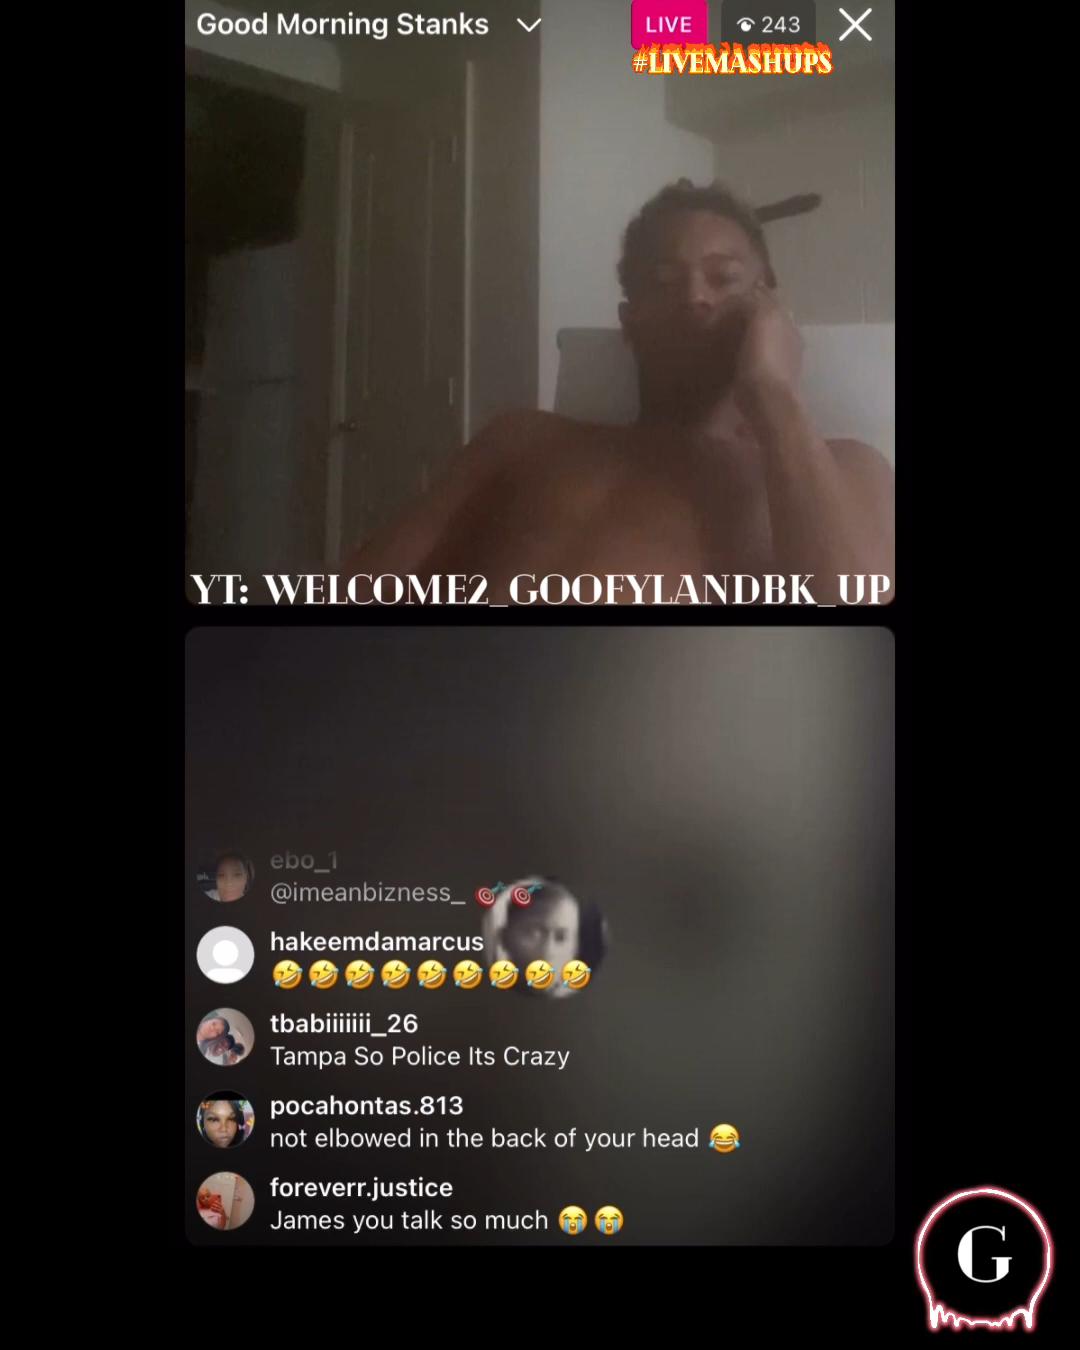 Good Morning Stanks
LIVE
243
#LIVEMASHUPS
YT: WELCOME2_GOOFYLANDBK_UP
ebo_1
@imeanbizness_ 🎯🎯
hakeemdamarcus
🤣🤣🤣🤣🤣🤣🤣🤣🤣
tbabiiiiiii_26
Tampa So Police Its Crazy
pocahontas.813
not elbowed in the back of your head 😂
foreverr.justice
James you talk so much 😭😭
G